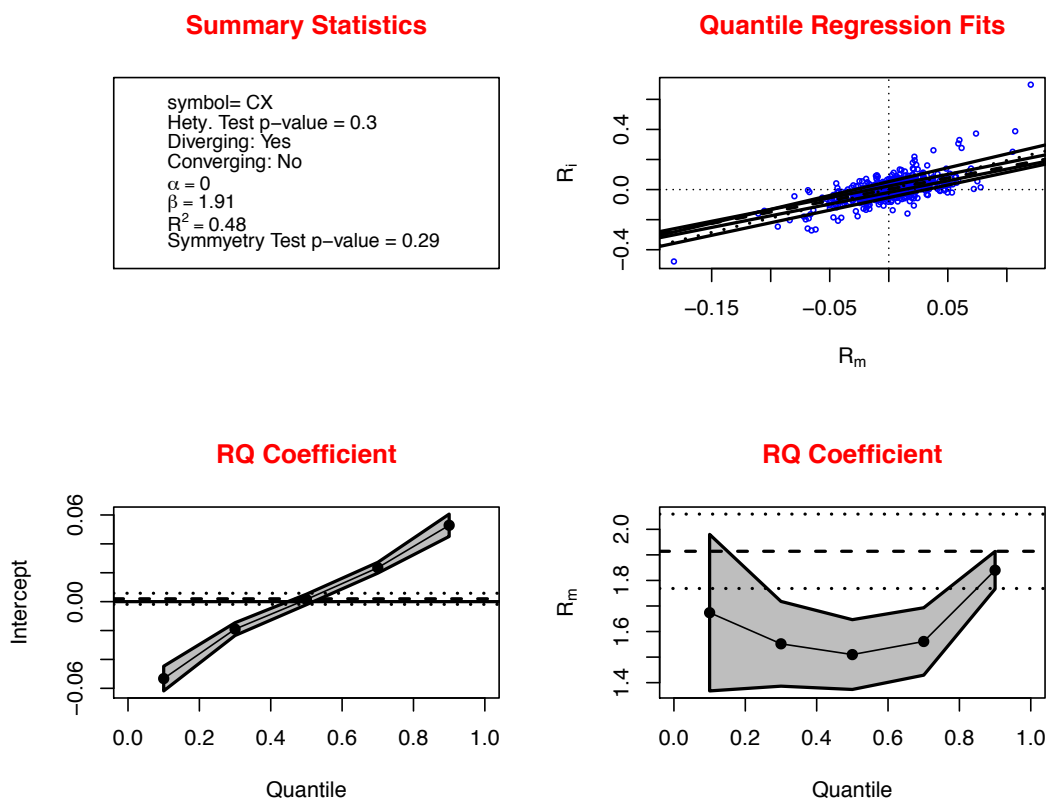 Summary Statistics
symbol= CX
Hety. Test p−value = 0.3
Diverging: Yes
Converging: No
α = 0
β = 1.91
R² = 0.48
Symmyetry Test p−value = 0.29
Quantile Regression Fits
0.4
0.0
−0.4
Rᵢ
−0.15
−0.05
0.05
Rₘ
RQ Coefficient
0.06
0.00
−0.06
Intercept
0.0 0.2 0.4 0.6 0.8 1.0
Quantile
RQ Coefficient
2.0
1.8
1.6
1.4
Rₘ
0.0 0.2 0.4 0.6 0.8 1.0
Quantile